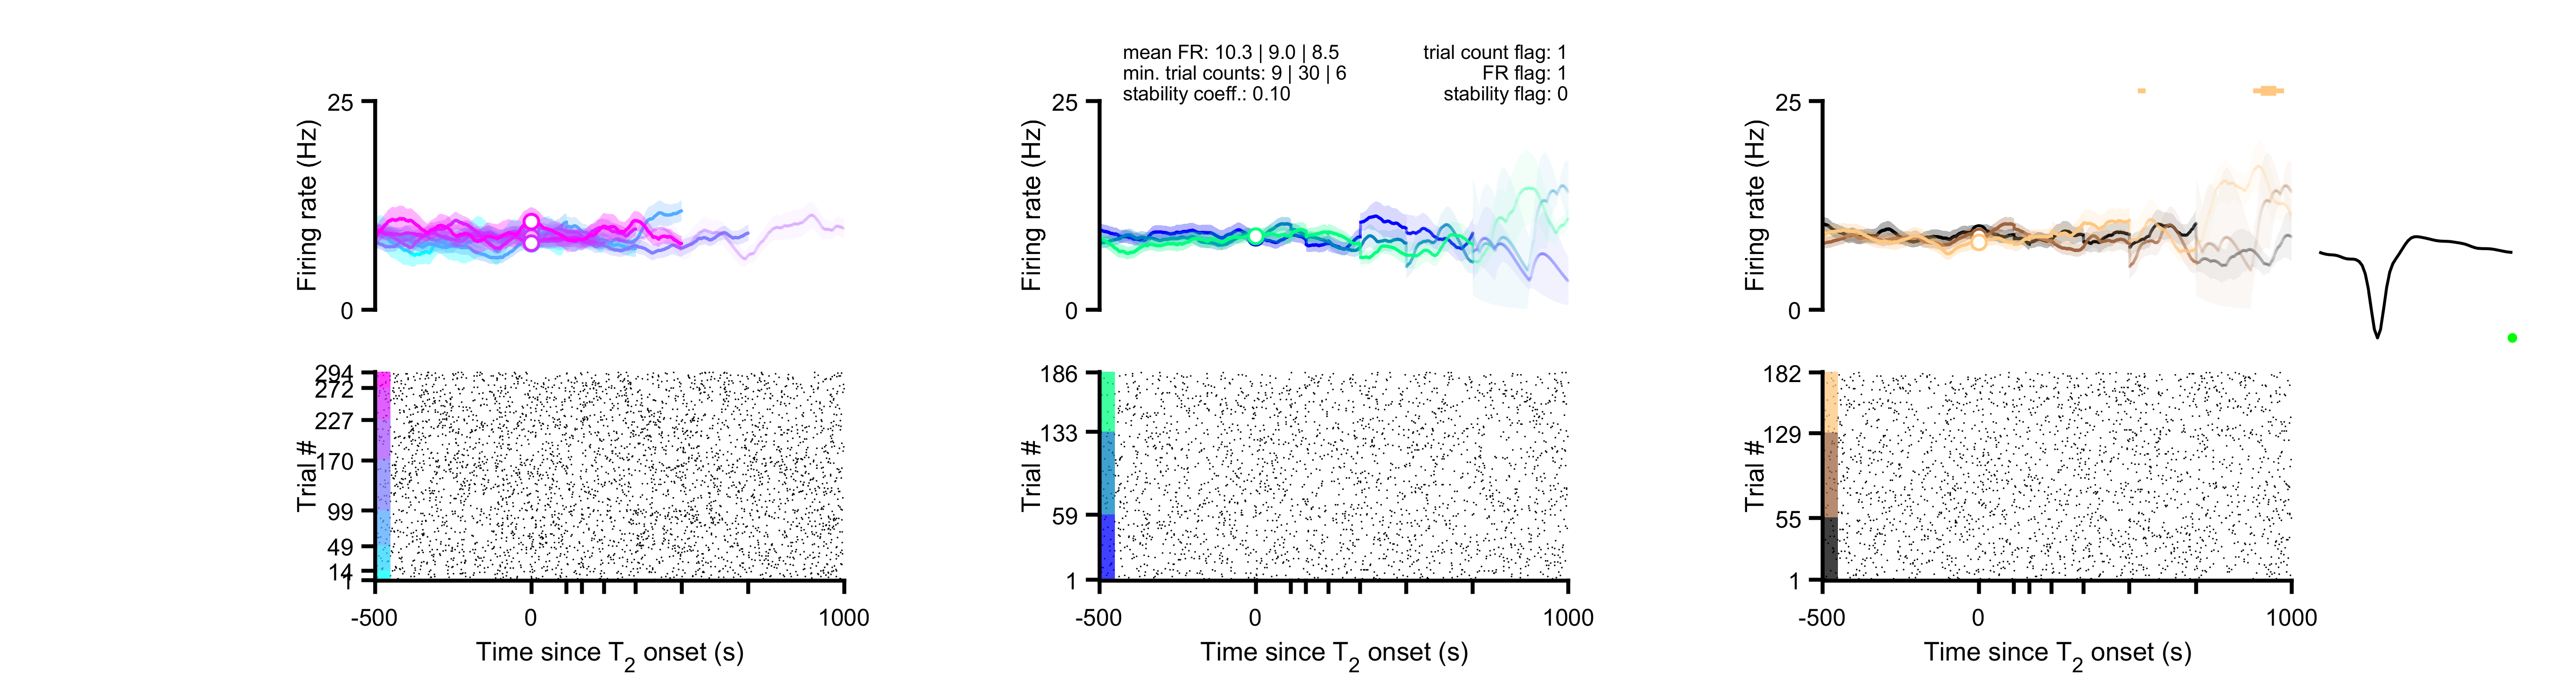 mean FR: 10.3 | 9.0 | 8.5
min. trial counts: 9 | 30 | 6
stability coeff.: 0.10
trial count flag: 1
FR flag: 1
stability flag: 0
25
0
Firing rate (Hz)
25
0
Firing rate (Hz)
25
0
Firing rate (Hz)
294
272
227
170
99
49
14
Trial #
-500
0
1000
Time since T2 onset (s)
186
133
59
1
Trial #
-500
0
1000
Time since T2 onset (s)
182
129
55
1
Trial #
-500
0
1000
Time since T2 onset (s)